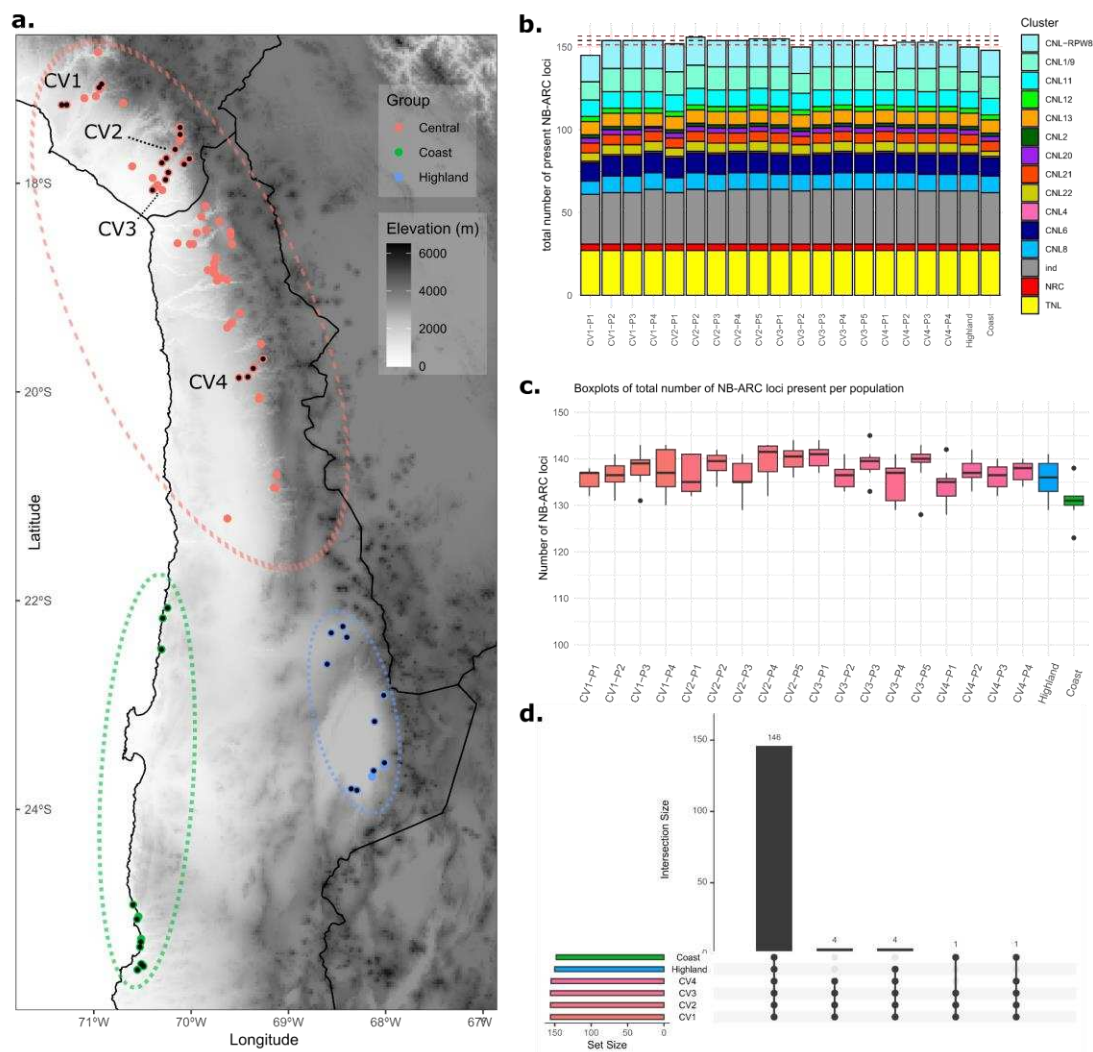 a.
CV1
CV2
CV3
CV4
Group
Central
Coast
Highland
Elevation (m)
6000
4000
2000
0
18°S
20°S
22°S
24°S
Latitude
71°W
70°W
69°W
68°W
67°W
Longitude
b.
total number of present NB-ARC loci
150
100
50
0
CV1-P1
CV1-P2
CV1-P3
CV1-P4
CV2-P1
CV2-P2
CV2-P3
CV2-P4
CV2-P5
CV3-P1
CV3-P2
CV3-P3
CV3-P4
CV3-P5
CV4-P1
CV4-P2
CV4-P3
CV4-P4
Highland
Coast
Cluster
CNL-RPW8
CNL1/9
CNL11
CNL12
CNL13
CNL2
CNL20
CNL21
CNL22
CNL4
CNL6
CNL8
ind
NRC
TNL
c.
Boxplots of total number of NB-ARC loci present per population
Number of NB-ARC loci
150
140
130
120
110
100
CV1-P1
CV1-P2
CV1-P3
CV1-P4
CV2-P1
CV2-P2
CV2-P3
CV2-P4
CV2-P5
CV3-P1
CV3-P2
CV3-P3
CV3-P4
CV3-P5
CV4-P1
CV4-P2
CV4-P3
CV4-P4
Highland
Coast
d.
Intersection Size
150
100
50
0
146
4
4
1
1
Coast
Highland
CV4
CV3
CV2
CV1
150
100
50
0
Set Size